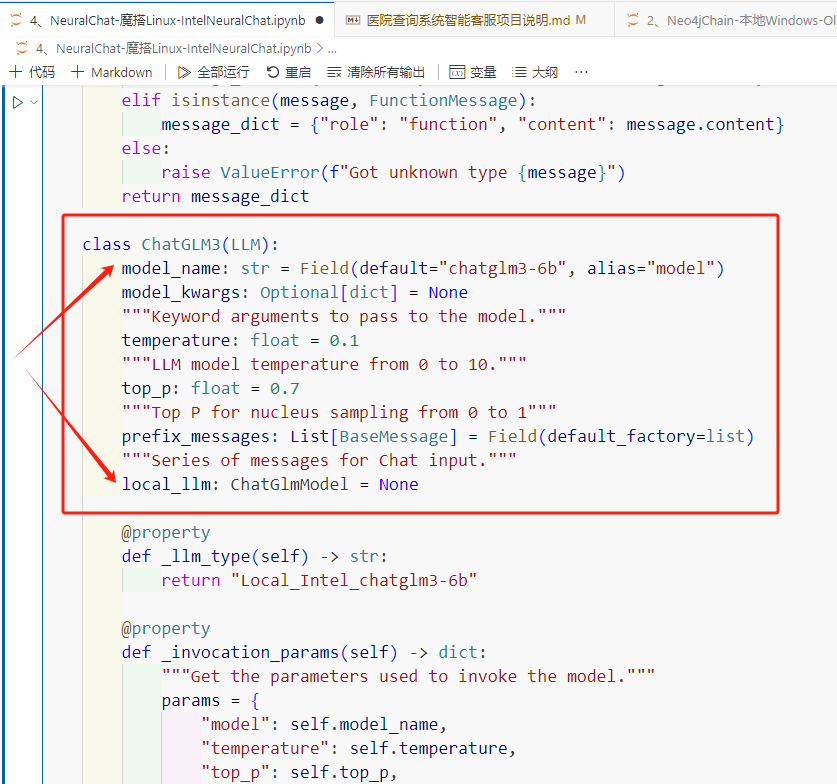 4、NeuralChat-魔搭Linux-IntelNeuralChat.ipynb ● 医院查询系统智能客服项目说明.md M 2、Neo4jChain-本地Windows-Ol
4、NeuralChat-魔搭Linux-IntelNeuralChat.ipynb > ...
+ 代码 + Markdown 全部运行 重启 清除所有输出 变量 大纲 ...
elif isinstance(message, FunctionMessage):
message_dict = {"role": "function", "content": message.content}
else:
raise ValueError(f"Got unknown type {message}")
return message_dict
class ChatGLM3(LLM):
model_name: str = Field(default="chatglm3-6b", alias="model")
model_kwargs: Optional[dict] = None
"""Keyword arguments to pass to the model."""
temperature: float = 0.1
"""LLM model temperature from 0 to 10."""
top_p: float = 0.7
"""Top P for nucleus sampling from 0 to 1"""
prefix_messages: List[BaseMessage] = Field(default_factory=list)
"""Series of messages for Chat input."""
local_llm: ChatGlmModel = None
@property
def _llm_type(self) -> str:
return "Local_Intel_chatglm3-6b"
@property
def _invocation_params(self) -> dict:
"""Get the parameters used to invoke the model."""
params = {
"model": self.model_name,
"temperature": self.temperature,
"top_p": self.top_p,